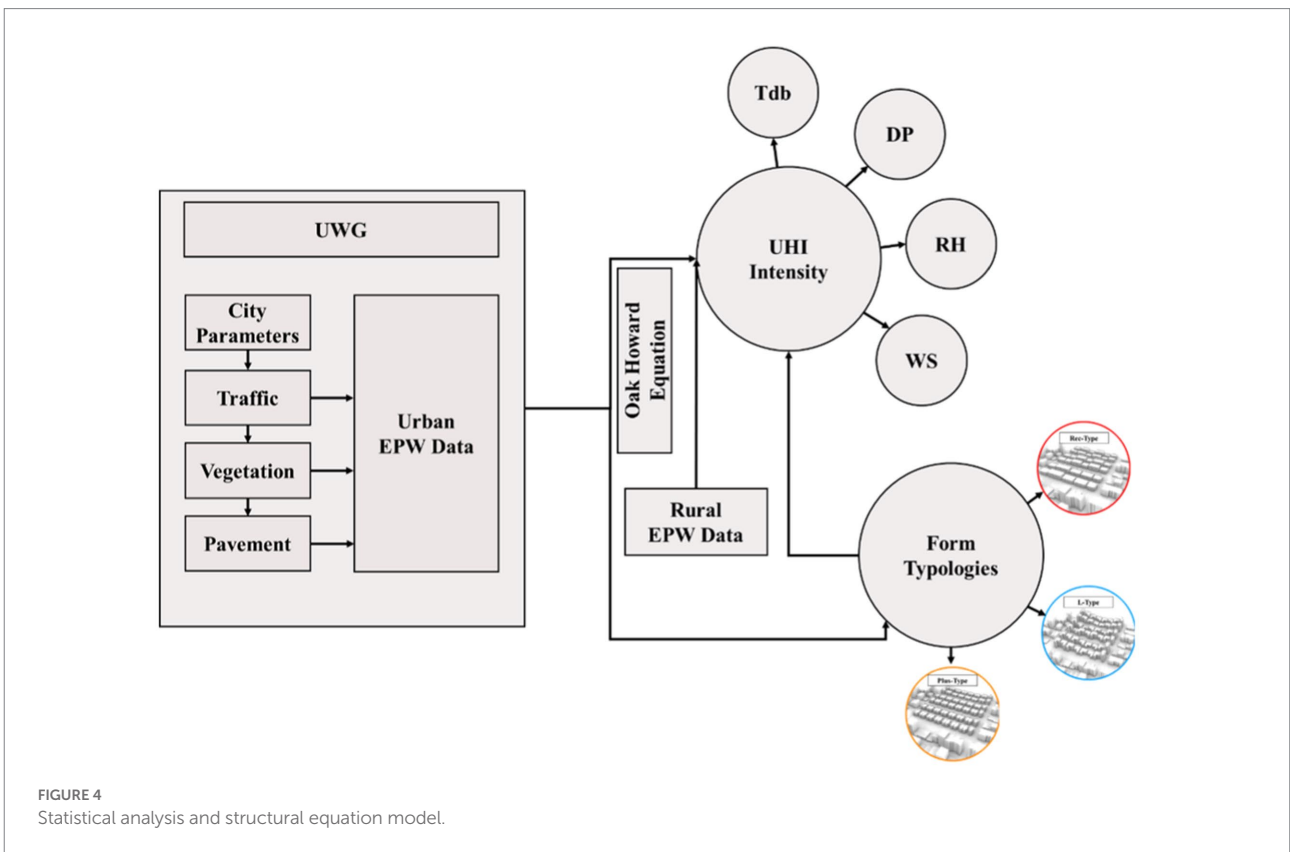 Tdb
DP
RH
WS
UHI
Intensity
UWG
City
Parameters
Traffic
Vegetation
Pavement
Urban
EPW Data
Oak Howard
Equation
Rural
EPW Data
Form
Typologies
Rec-Type
L-Type
Plus-Type
FIGURE 4
Statistical analysis and structural equation model.